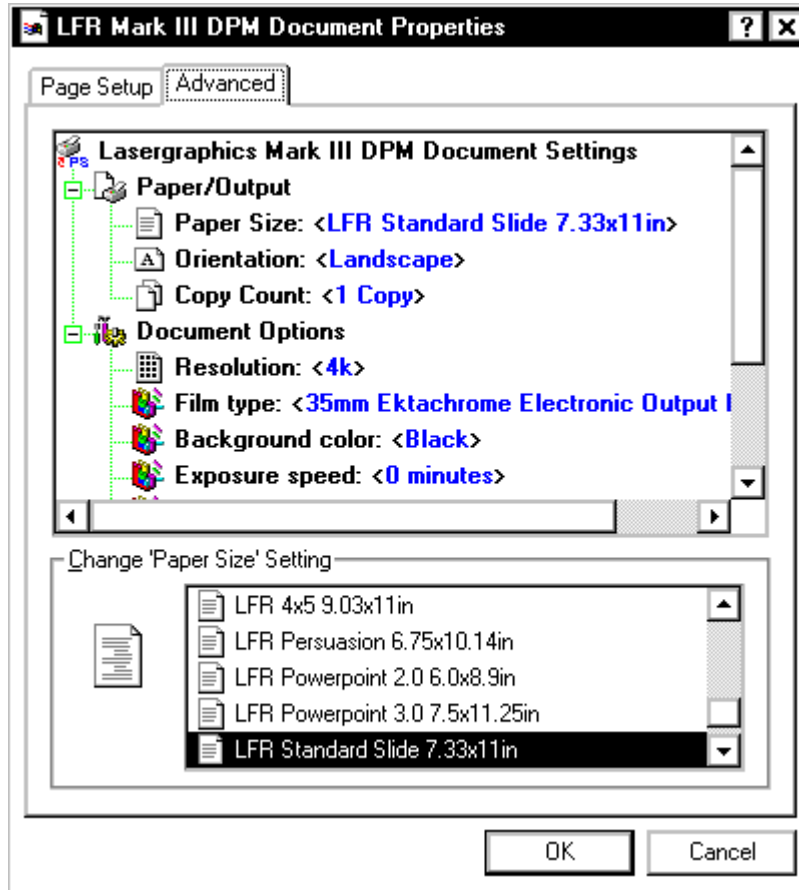 LFR Mark III DPM Document Properties
? X
Page Setup
Advanced
PS
Lasergraphics Mark III DPM Document Settings
Paper/Output
Paper Size: <LFR Standard Slide 7.33x11in>
Orientation: <Landscape>
Copy Count: <1 Copy>
Document Options
Resolution: <4k>
Film type: <35mm Ektachrome Electronic Output
Background color: <Black>
Exposure speed: <0 minutes>
Change 'Paper Size' Setting
LFR 4x5 9.03x11in
LFR Persuasion 6.75x10.14in
LFR Powerpoint 2.0 6.0x8.9in
LFR Powerpoint 3.0 7.5x11.25in
LFR Standard Slide 7.33x11in
OK
Cancel